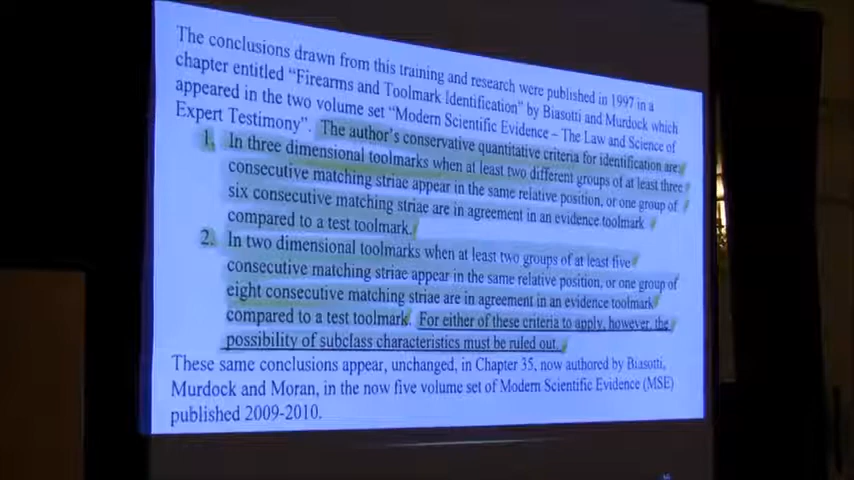 The conclusions drawn from this training and research were published in 1997 in a
chapter entitled “Firearms and Toolmark Identification” by Biasotti and Murdock which
appeared in the two volume set “Modern Scientific Evidence – The Law and Science of
Expert Testimony”. The author’s conservative quantitative criteria for identification are:
1. In three dimensional toolmarks when at least two different groups of at least three
consecutive matching striae appear in the same relative position, or one group of
six consecutive matching striae are in agreement in an evidence toolmark
compared to a test toolmark.
2. In two dimensional toolmarks when at least two groups of at least five
consecutive matching striae appear in the same relative position, or one group of
eight consecutive matching striae are in agreement in an evidence toolmark
compared to a test toolmark. For either of these criteria to apply, however, the
possibility of subclass characteristics must be ruled out.
These same conclusions appear, unchanged, in Chapter 35, now authored by Biasotti,
Murdock and Moran, in the now five volume set of Modern Scientific Evidence (MSE)
published 2009-2010.